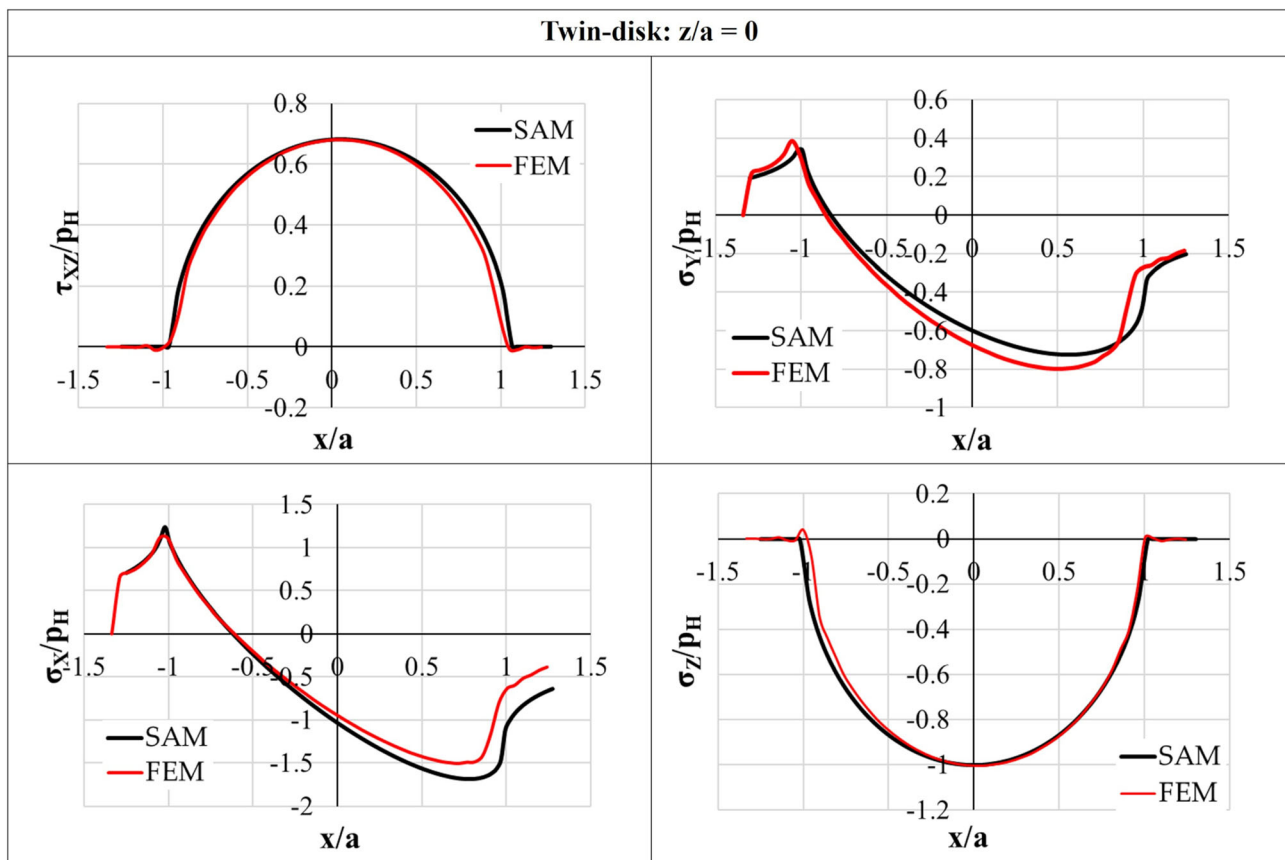 Twin-disk: z/a = 0
0.8
0.6
0.4
0.2
0
-0.2
-1.5 -1 -0.5 0 0.5 1 1.5
τXZ/pH
x/a
SAM
FEM
0.6
0.4
0.2
0
-0.2
-0.4
-0.6
-0.8
-1
-1.5 -1 -0.5 0 0.5 1 1.5
σY/pH
x/a
SAM
FEM
1.5
1
0.5
0
-0.5
-1
-1.5
-2
-1.5 -1 -0.5 0 0.5 1 1.5
σX/pH
x/a
SAM
FEM
0.2
0
-0.2
-0.4
-0.6
-0.8
-1
-1.2
-1.5 -1 -0.5 0 0.5 1 1.5
σZ/pH
x/a
SAM
FEM